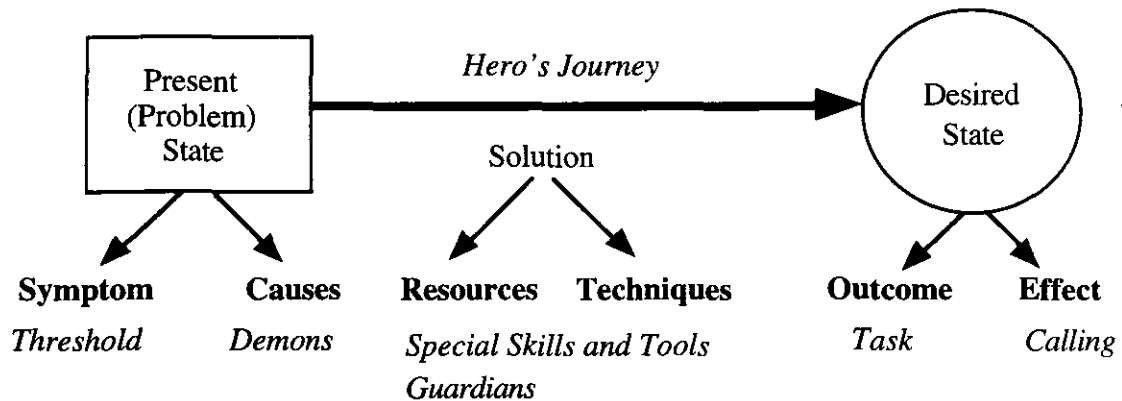 Present
(Problem)
State
Hero's Journey
Desired
State
Solution
Symptom Causes Resources Techniques Outcome Effect
Threshold Demons Special Skills and Tools Task Calling
Guardians